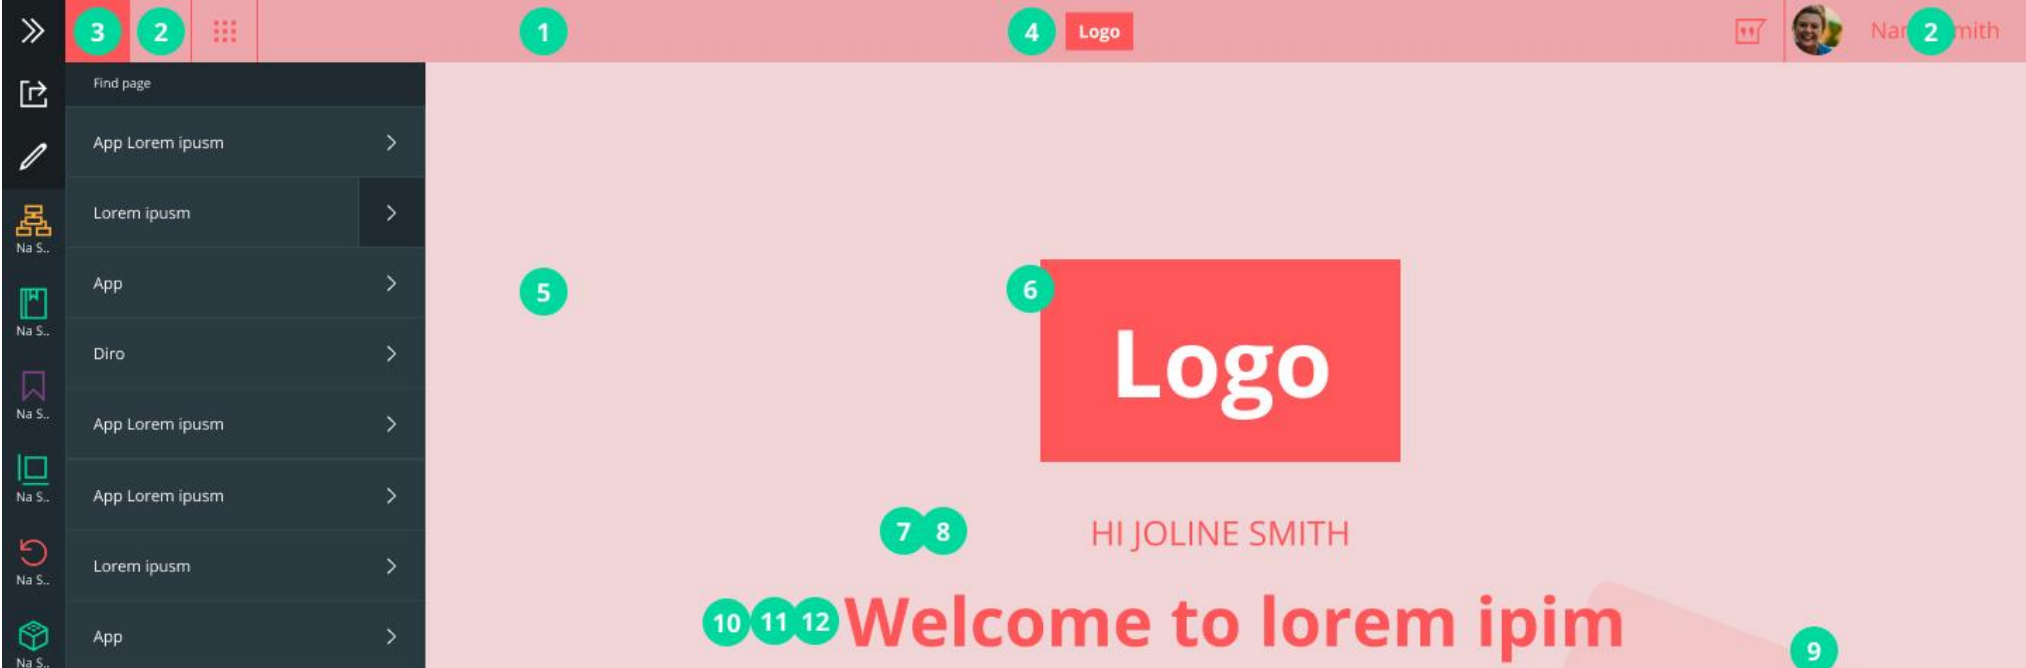 3 2 1 4 Logo Nar 2 mith
Find page
App Lorem ipusm
Lorem ipusm
Na S..
App
5
6
Na S..
Logo
Diro
Na S..
App Lorem ipusm
App Lorem ipusm
Na S..
7 8 HI JOLINE SMITH
Lorem ipusm
Na S..
10 11 12 Welcome to lorem ipim
App
9
Na S..